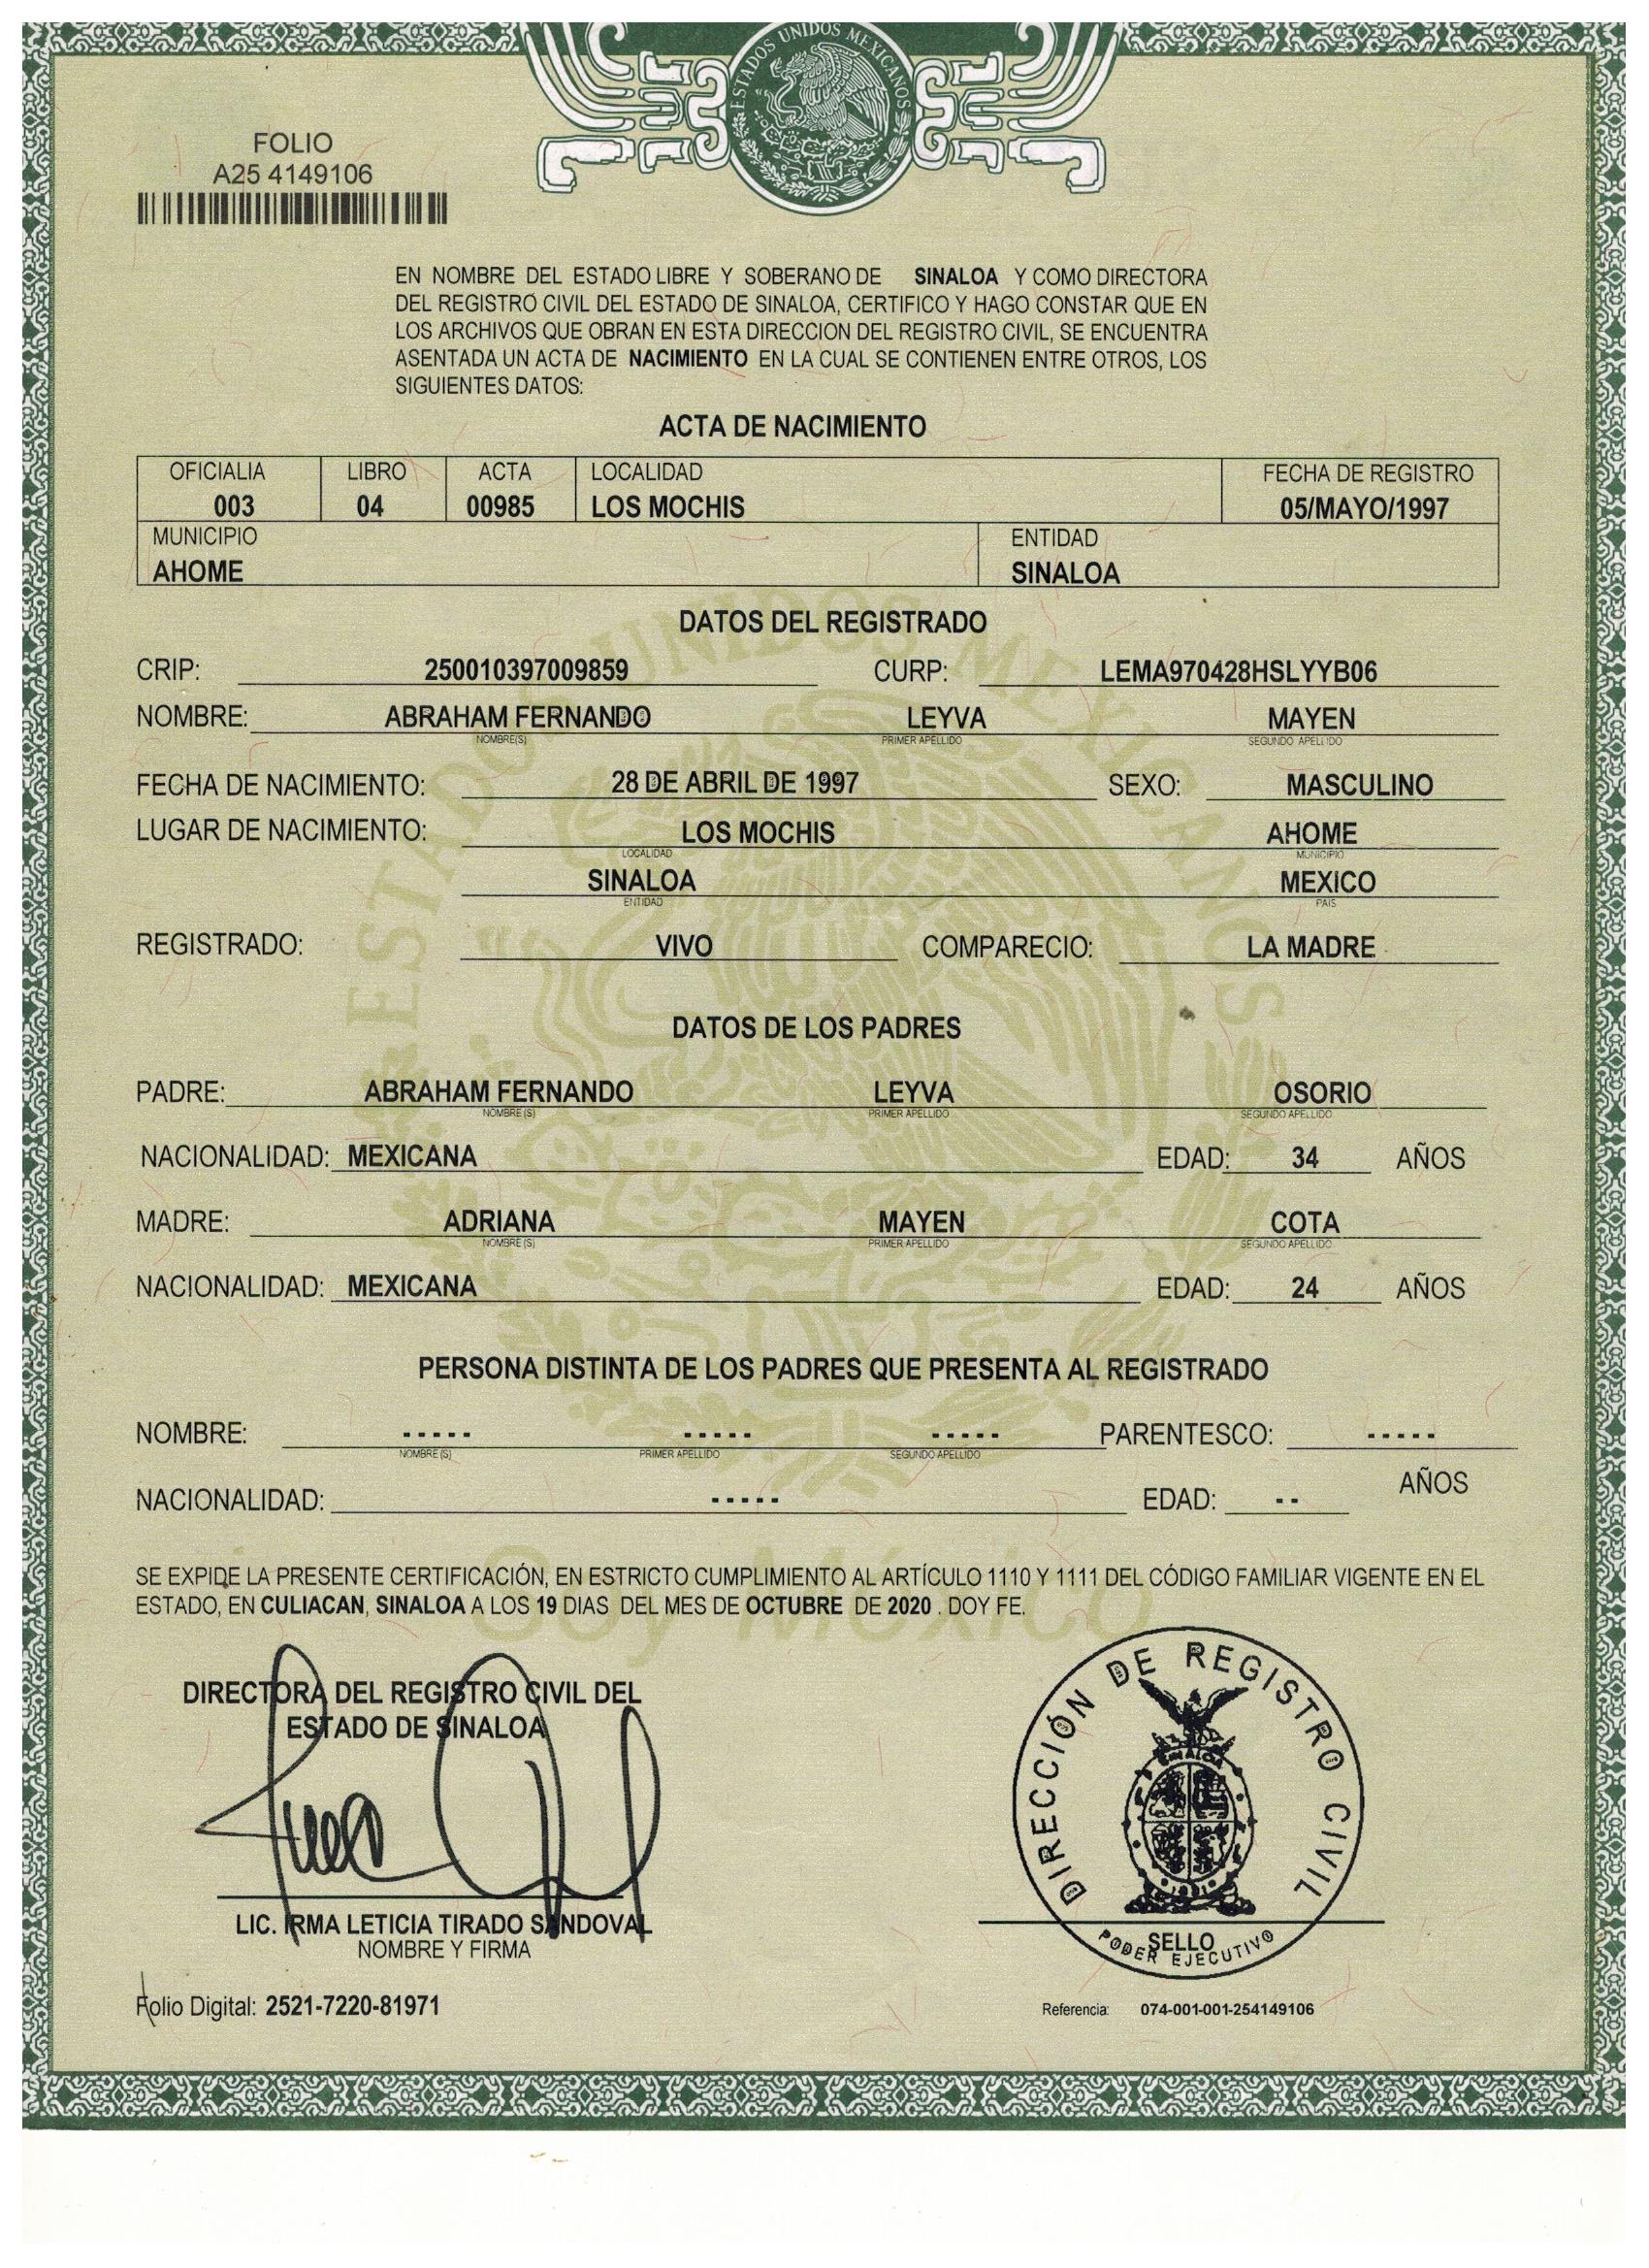 ESTADOS UNIDOS MEXICANOS
FOLIO
A25 4149106
EN NOMBRE DEL ESTADO LIBRE Y SOBERANO DE SINALOA Y COMO DIRECTORA
DEL REGISTRO CIVIL DEL ESTADO DE SINALOA, CERTIFICO Y HAGO CONSTAR QUE EN
LOS ARCHIVOS QUE OBRAN EN ESTA DIRECCION DEL REGISTRO CIVIL, SE ENCUENTRA
ASENTADA UN ACTA DE NACIMIENTO EN LA CUAL SE CONTIENEN ENTRE OTROS, LOS
SIGUIENTES DATOS:
ACTA DE NACIMIENTO
OFICIALIA LIBRO ACTA LOCALIDAD FECHA DE REGISTRO
003 04 00985 LOS MOCHIS 05/MAYO/1997
MUNICIPIO ENTIDAD
AHOME SINALOA
DATOS DEL REGISTRADO
CRIP: 250010397009859 CURP: LEMA970428HSLYYB06
NOMBRE: ABRAHAM FERNANDO LEYVA MAYEN
NOMBRE(S) PRIMER APELLIDO SEGUNDO APELLIDO
FECHA DE NACIMIENTO: 28 DE ABRIL DE 1997 SEXO: MASCULINO
LUGAR DE NACIMIENTO: LOS MOCHIS AHOME
LOCALIDAD MUNICIPIO
SINALOA MEXICO
ENTIDAD PAIS
REGISTRADO: VIVO COMPARECIO: LA MADRE
DATOS DE LOS PADRES
PADRE: ABRAHAM FERNANDO LEYVA OSORIO
NOMBRE (S) PRIMER APELLIDO SEGUNDO APELLIDO
NACIONALIDAD: MEXICANA EDAD: 34 AÑOS
MADRE: ADRIANA MAYEN COTA
NOMBRE (S) PRIMER APELLIDO SEGUNDO APELLIDO
NACIONALIDAD: MEXICANA EDAD: 24 AÑOS
PERSONA DISTINTA DE LOS PADRES QUE PRESENTA AL REGISTRADO
NOMBRE: ----- ----- ----- PARENTESCO: -----
NOMBRE (S) PRIMER APELLIDO SEGUNDO APELLIDO
NACIONALIDAD: ----- EDAD: -- AÑOS
SE EXPIDE LA PRESENTE CERTIFICACIÓN, EN ESTRICTO CUMPLIMIENTO AL ARTÍCULO 1110 Y 1111 DEL CÓDIGO FAMILIAR VIGENTE EN EL
ESTADO, EN CULIACAN, SINALOA A LOS 19 DIAS DEL MES DE OCTUBRE DE 2020 . DOY FE.
Soy México
DIRECTORA DEL REGISTRO CIVIL DEL
ESTADO DE SINALOA
LIC. IRMA LETICIA TIRADO SANDOVAL
NOMBRE Y FIRMA
DIRECCIÓN DE REGISTRO CIVIL
SINALOA
SELLO
PODER EJECUTIVO
Folio Digital: 2521-7220-81971 Referencia: 074-001-001-254149106
ESTADOS UNIDOS MEXICANOS